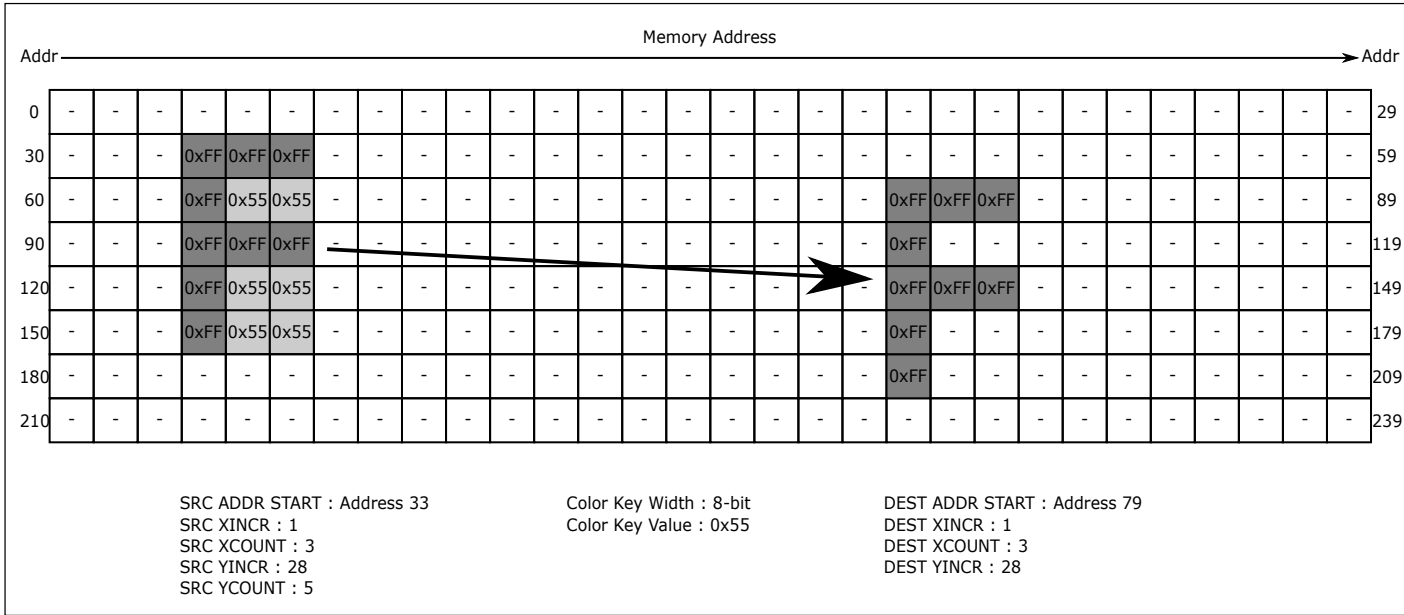 Memory Address
Addr Addr
0 - - - - - - - - - - - - - - - - - - - - - - - - - - - - - - 29
30 - - - 0xFF 0xFF 0xFF - - - - - - - - - - - - - - - - - - - - - - - - 59
60 - - - 0xFF 0x55 0x55 - - - - - - - - - - - - - 0xFF 0xFF 0xFF - - - - - - - - 89
90 - - - 0xFF 0xFF 0xFF - - - - - - - - - - - - - 0xFF - - - - - - - - - - 119
120 - - - 0xFF 0x55 0x55 - - - - - - - - - - - - - 0xFF 0xFF 0xFF - - - - - - - - 149
150 - - - 0xFF 0x55 0x55 - - - - - - - - - - - - - 0xFF - - - - - - - - - - 179
180 - - - - - - - - - - - - - - - - - - - 0xFF - - - - - - - - - - 209
210 - - - - - - - - - - - - - - - - - - - - - - - - - - - - - - 239
SRC ADDR START : Address 33
SRC XINCR : 1
SRC XCOUNT : 3
SRC YINCR : 28
SRC YCOUNT : 5
Color Key Width : 8-bit
Color Key Value : 0x55
DEST ADDR START : Address 79
DEST XINCR : 1
DEST XCOUNT : 3
DEST YINCR : 28